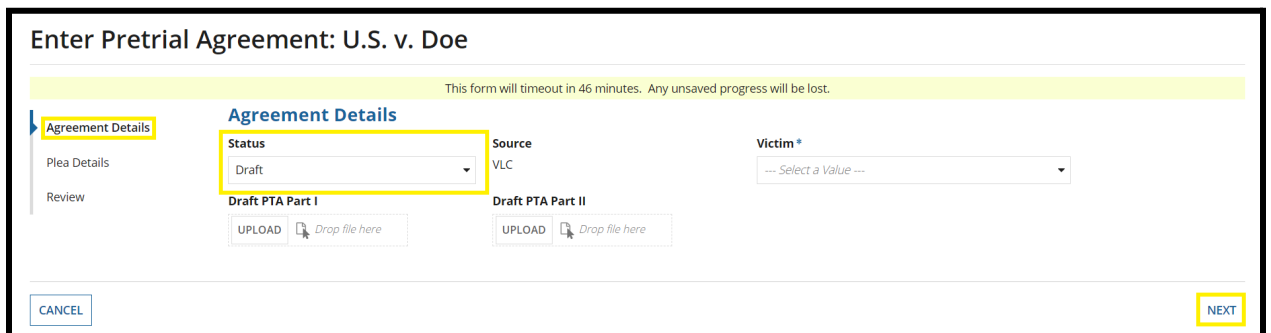 Enter Pretrial Agreement: U.S. v. Doe
This form will timeout in 46 minutes. Any unsaved progress will be lost.
Agreement Details
Plea Details
Review
Agreement Details
Status
Draft
Source
VLC
Victim *
--- Select a Value ---
Draft PTA Part I
UPLOAD Drop file here
Draft PTA Part II
UPLOAD Drop file here
CANCEL
NEXT